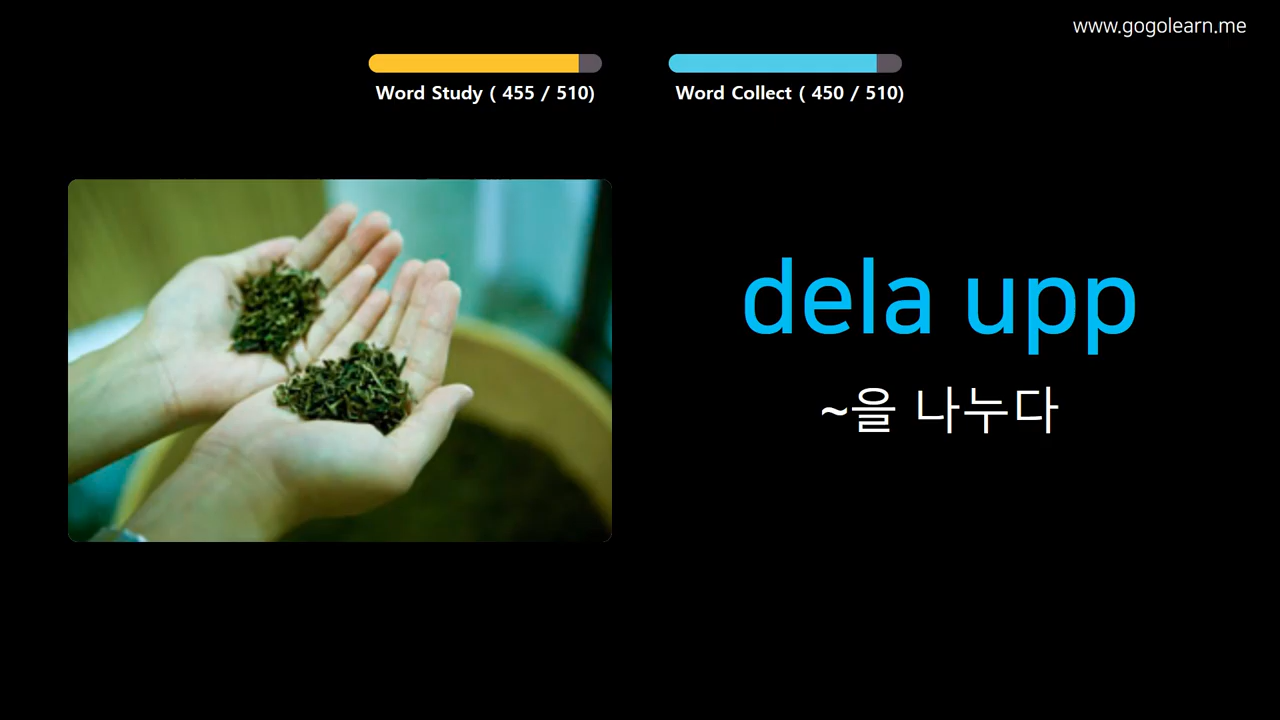 www.gogolearn.me
Word Study ( 455 / 510)
Word Collect ( 450 / 510)
dela upp
~을 나누다